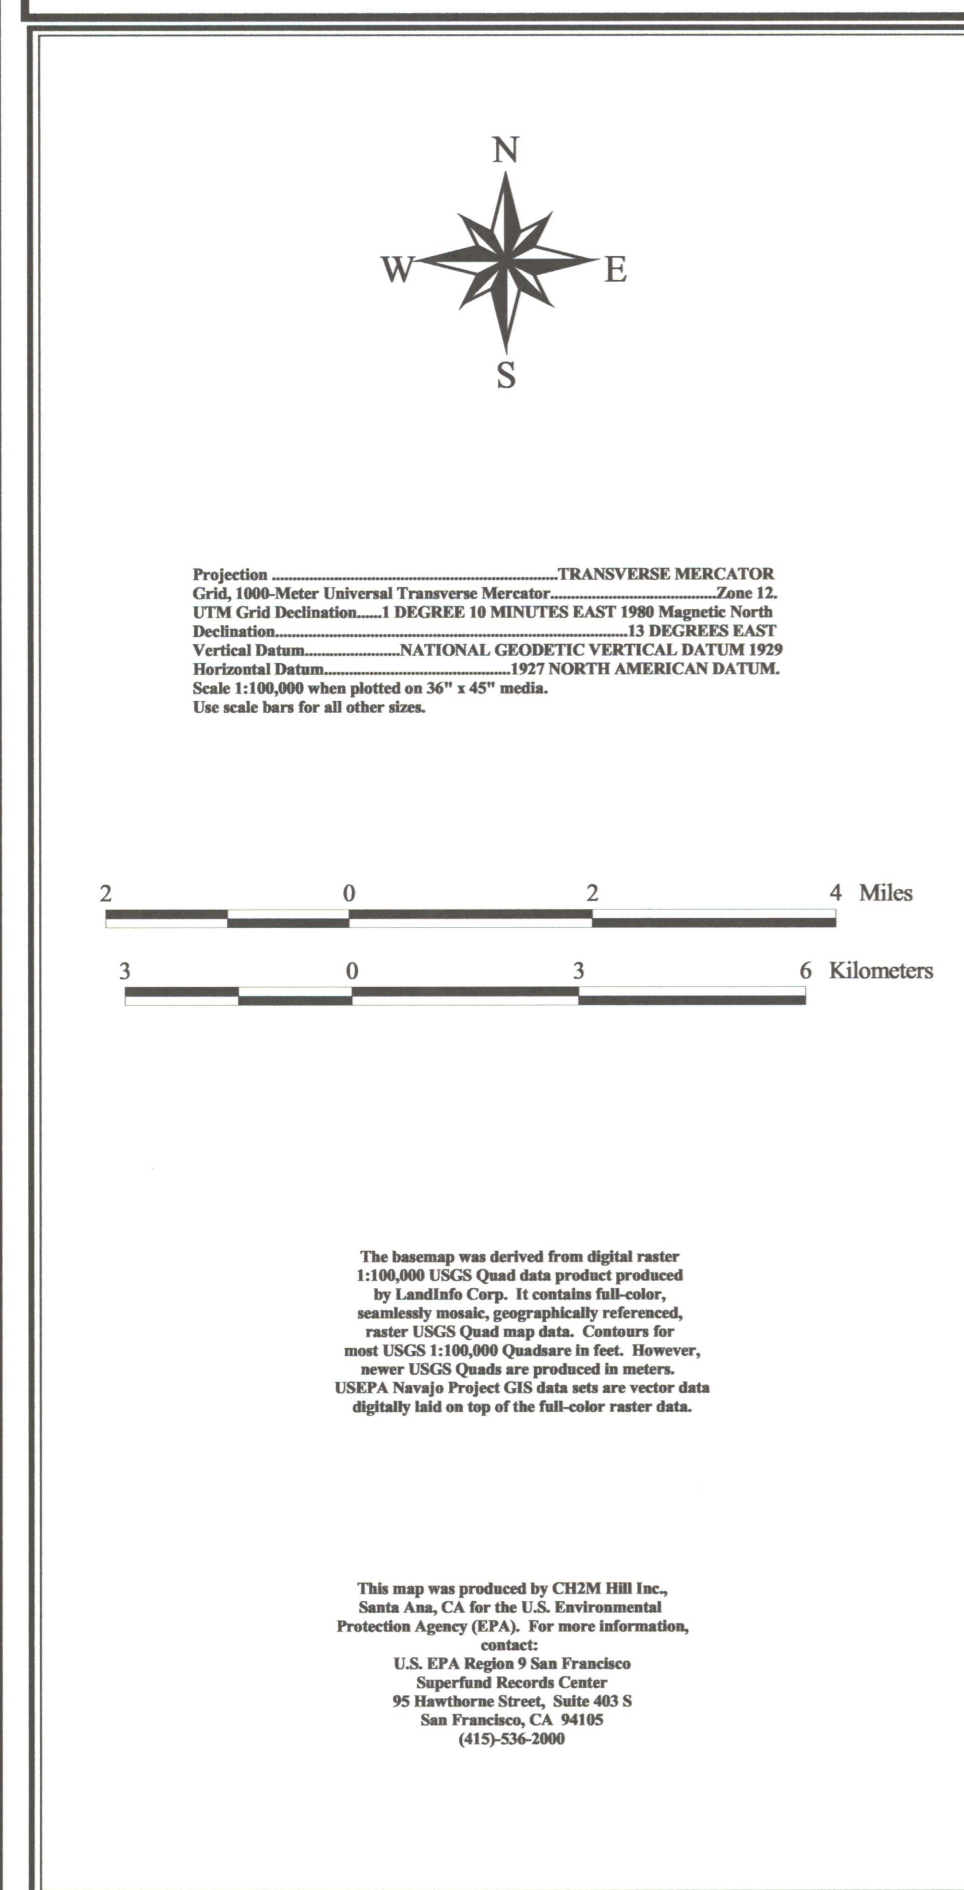 N
W E
S
Projection ......................................................................TRANSVERSE MERCATOR
Grid, 1000-Meter Universal Transverse Mercator........................................Zone 12.
UTM Grid Declination......1 DEGREE 10 MINUTES EAST 1980 Magnetic North
Declination......................................................................................13 DEGREES EAST
Vertical Datum.......................NATIONAL GEODETIC VERTICAL DATUM 1929
Horizontal Datum.............................................1927 NORTH AMERICAN DATUM.
Scale 1:100,000 when plotted on 36" x 45" media.
Use scale bars for all other sizes.
2 0 2 4 Miles
3 0 3 6 Kilometers
The basemap was derived from digital raster
1:100,000 USGS Quad data product produced
by LandInfo Corp. It contains full-color,
seamlessly mosaic, geographically referenced,
raster USGS Quad map data. Contours for
most USGS 1:100,000 Quadsare in feet. However,
newer USGS Quads are produced in meters.
USEPA Navajo Project GIS data sets are vector data
digitally laid on top of the full-color raster data.
This map was produced by CH2M Hill Inc.,
Santa Ana, CA for the U.S. Environmental
Protection Agency (EPA). For more information,
contact:
U.S. EPA Region 9 San Francisco
Superfund Records Center
95 Hawthorne Street, Suite 403 S
San Francisco, CA 94105
(415)-536-2000